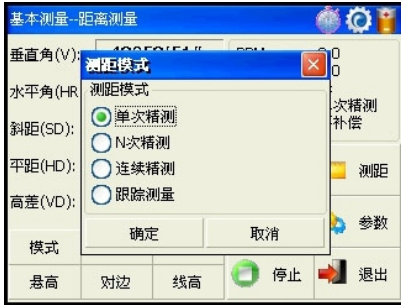 基本测量--距离测量
垂直角(V):
水平角(HR
斜距(SD):
平距(HD):
高差(VD):
测距模式
测距模式
单次精测
N次精测
连续精测
跟踪测量
确定
取消
次精测
补偿
测距
参数
模式
悬高
对边
线高
停止
退出